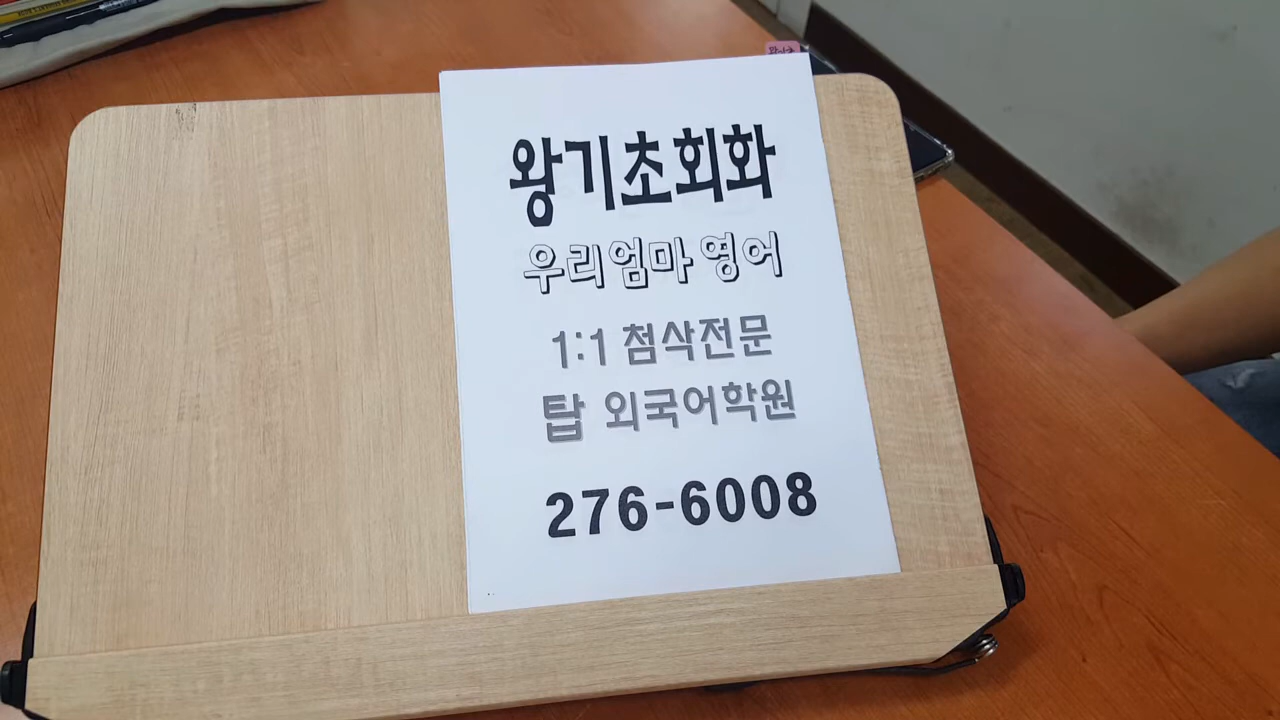 왕기초회화
우리엄마 영어
1:1 첨삭전문
탑 외국어학원
276-6008